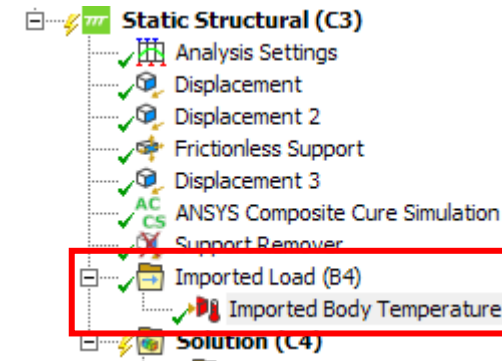 Static Structural (C3)
Analysis Settings
Displacement
Displacement 2
Frictionless Support
Displacement 3
AC CS ANSYS Composite Cure Simulation
Support Remover
Imported Load (B4)
Imported Body Temperature
Solution (C4)